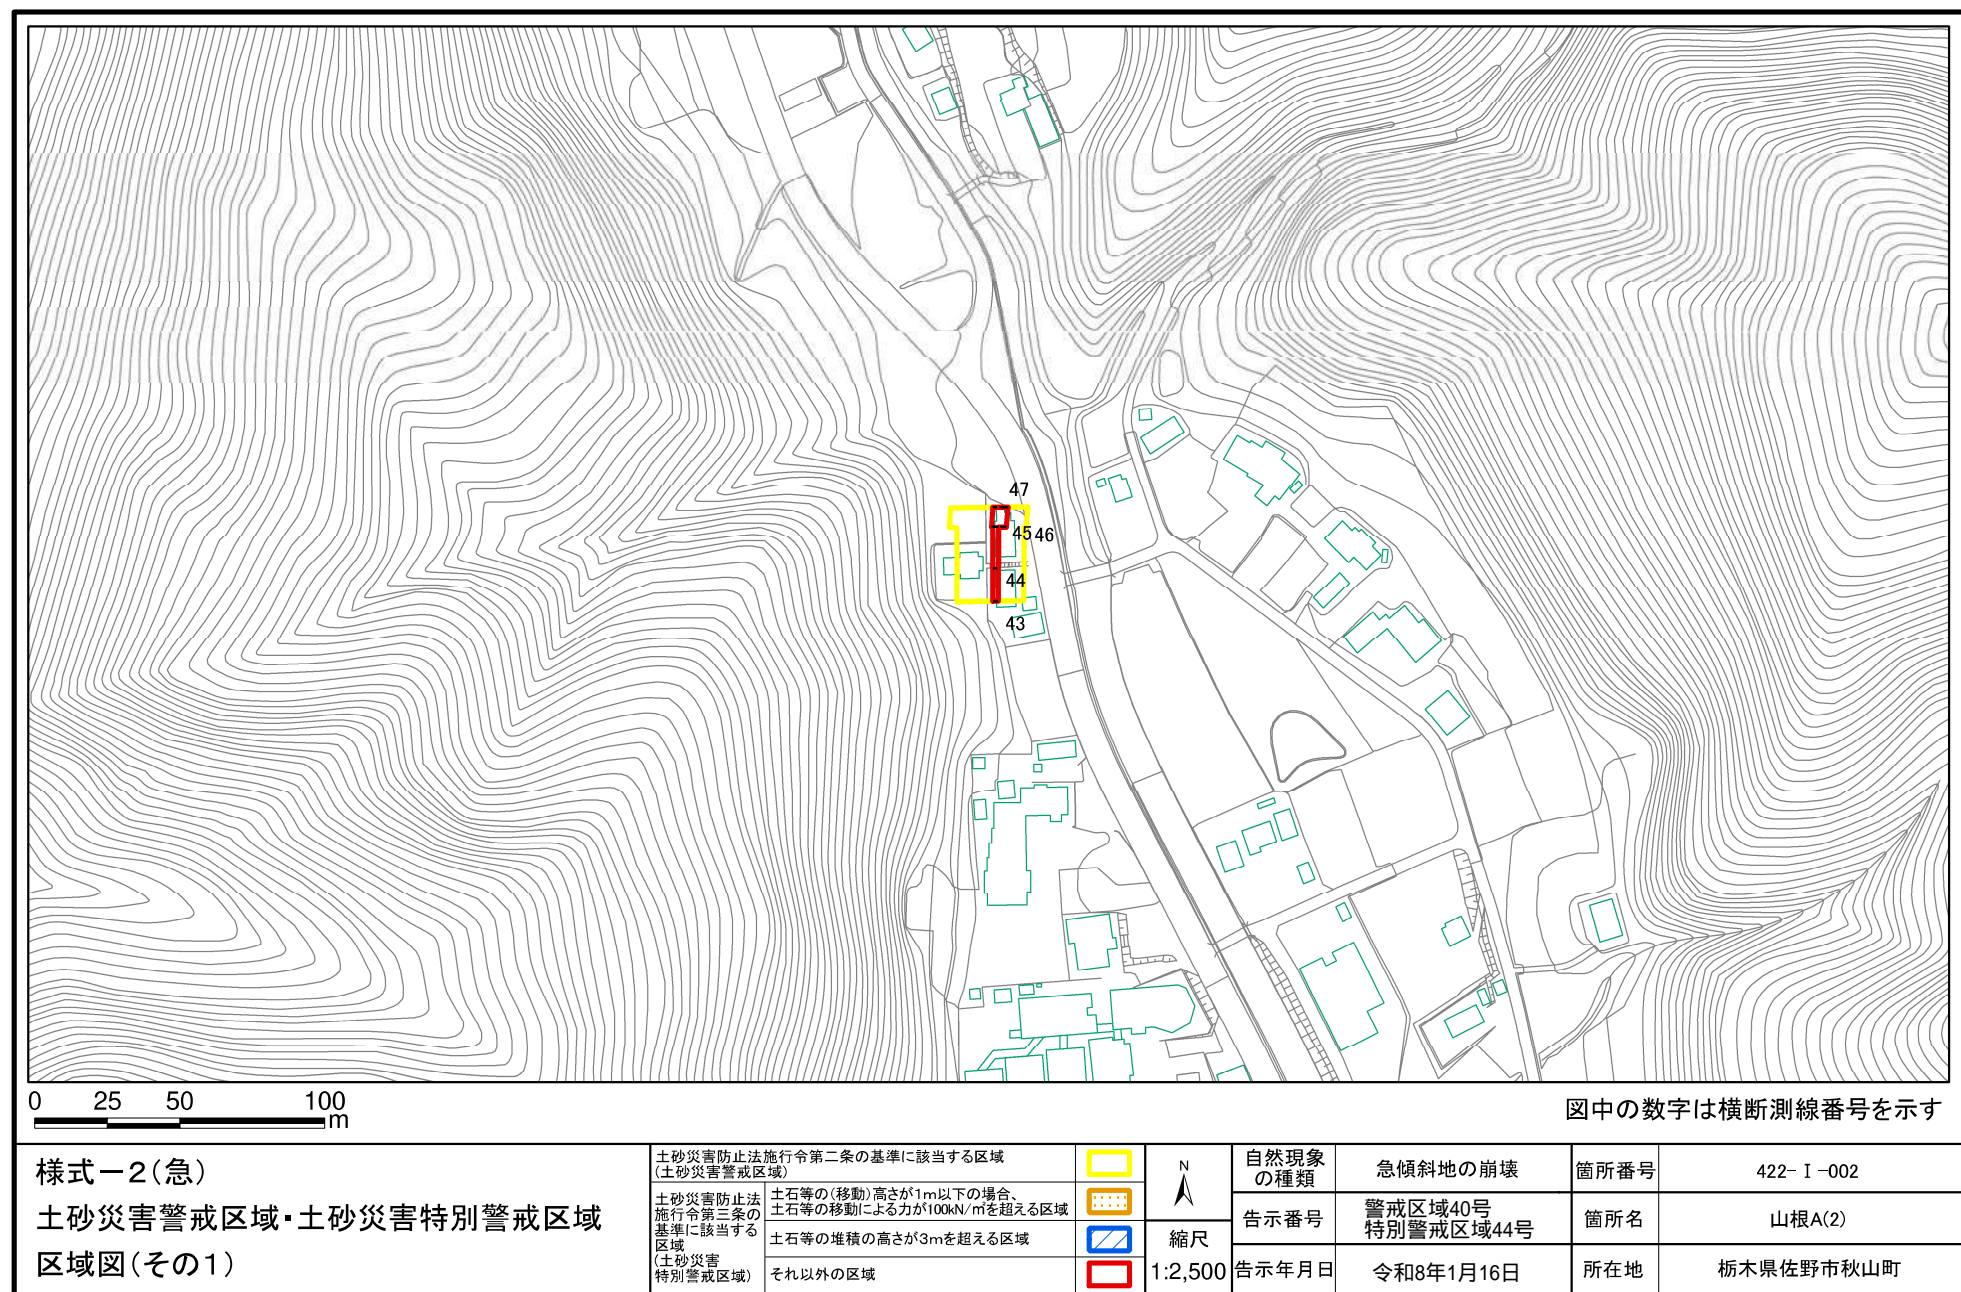 47
45 46
44
43
0 25 50 100
m
図中の数字は横断測線番号を示す
様式－2（急）
土砂災害警戒区域・土砂災害特別警戒区域
区域図（その1）
土砂災害防止法施行令第二条の基準に該当する区域
（土砂災害警戒区域）
土砂災害防止法
施行令第三条の
基準に該当する
区域
（土砂災害
特別警戒区域）
土石等の（移動）高さが1m以下の場合、
土石等の移動による力が100kN/㎡を超える区域
土石等の堆積の高さが3mを超える区域
それ以外の区域
N
縮尺
1:2,500
自然現象
の種類
急傾斜地の崩壊
箇所番号
422-Ⅰ-002
告示番号
警戒区域40号
特別警戒区域44号
箇所名
山根A(2)
告示年月日
令和8年1月16日
所在地
栃木県佐野市秋山町